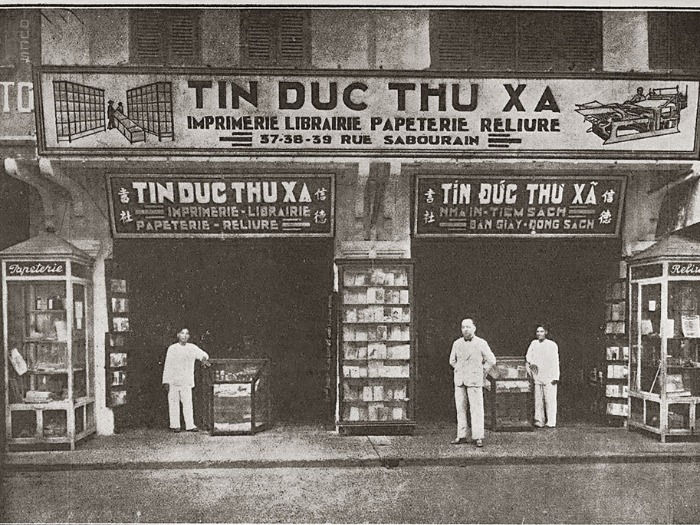 TIN DUC THU XA
IMPRIMERIE LIBRAIRIE PAPETERIE RELIURE
37-38-39 RUE SABOURAIN
TIN DUC THU XA
IMPRIMERIE-LIBRAIRIE
PAPETERIE-RELIURE
書 信
社 德
TÍN ĐỨC THƯ XÃ
NHÀ IN-TIỆM SÁCH
BÁN GIẤY-ĐÓNG SÁCH
書 信
社 德
Papeterie
Reliu
TO